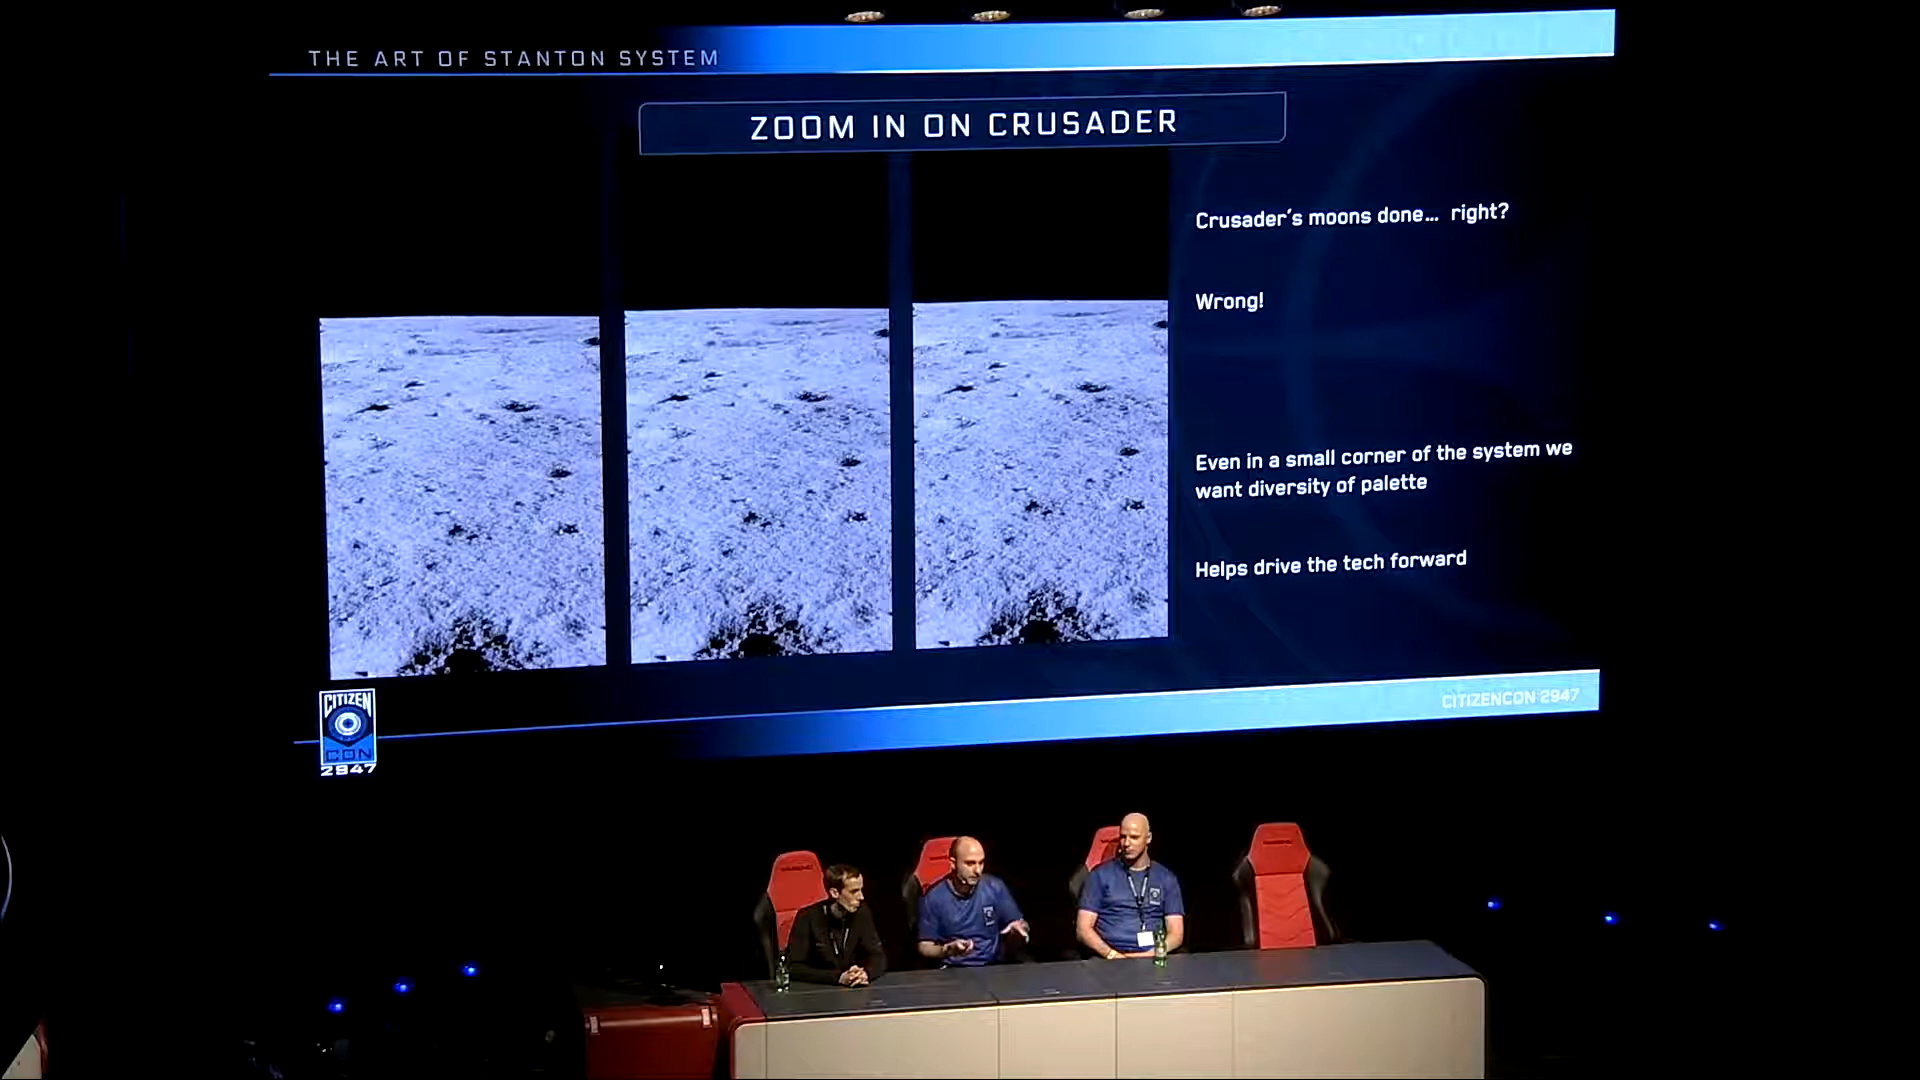 THE ART OF STANTON SYSTEM
ZOOM IN ON CRUSADER
Crusader's moons done... right?
Wrong!
Even in a small corner of the system we
want diversity of palette
Helps drive the tech forward
CITIZENCON 2947
CITIZEN
CON
2947